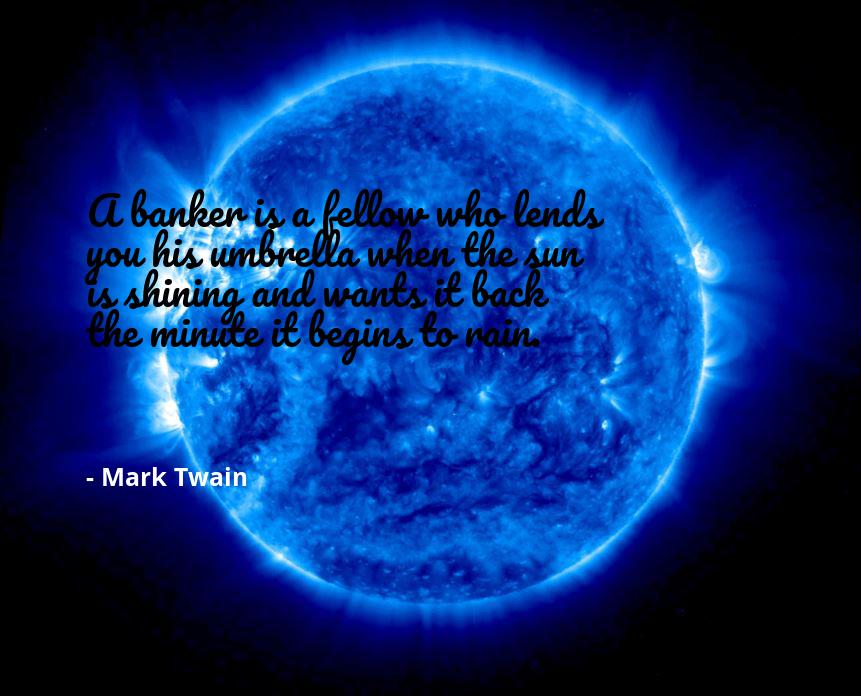 A banker is a fellow who lends
you his umbrella when the sun
is shining and wants it back
the minute it begins to rain.
- Mark Twain